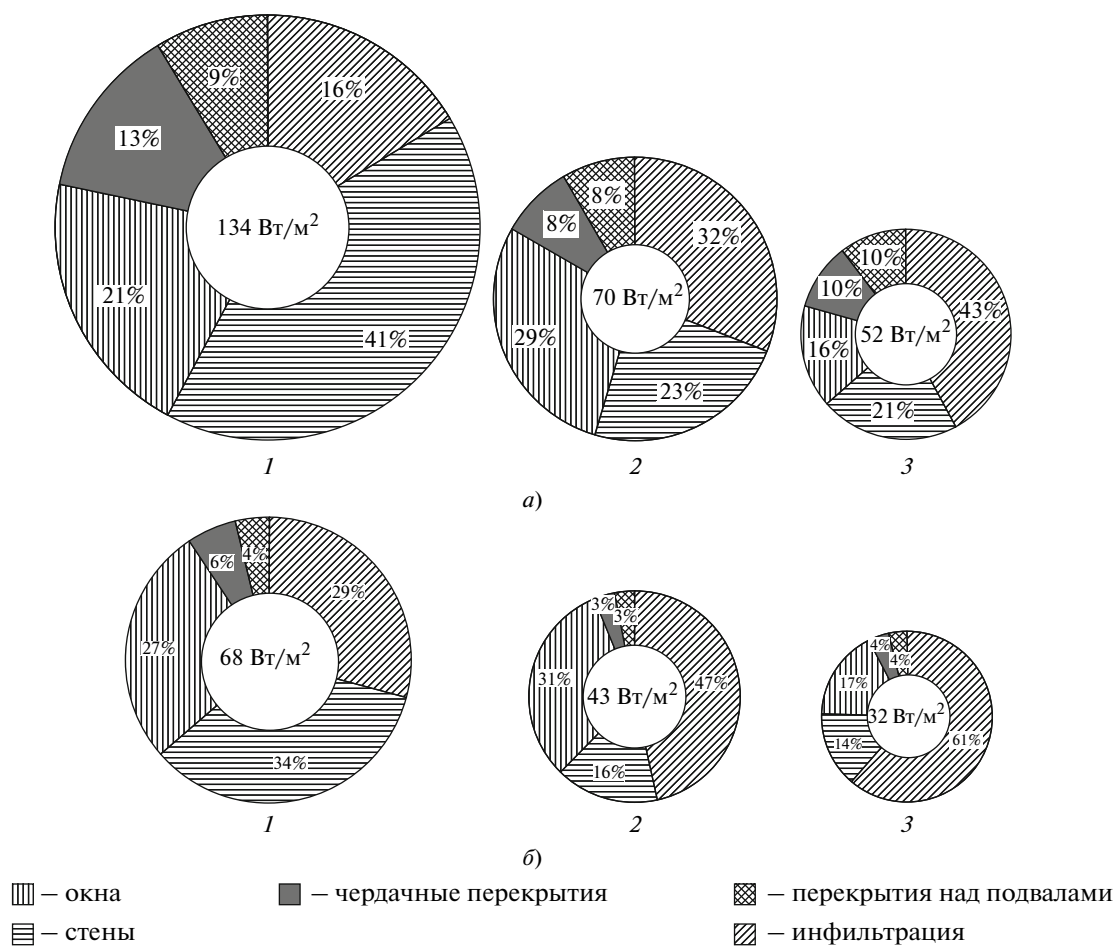 9%
16%
13%
134 Вт/м²
21%
41%
1
8%
8%
32%
70 Вт/м²
29%
23%
2
10%
10%
43%
52 Вт/м²
16%
21%
3
а)
6%
4%
29%
27%
68 Вт/м²
34%
1
3%
3%
31%
47%
43 Вт/м²
16%
2
4%
4%
17%
32 Вт/м²
14%
61%
3
б)
– окна
– чердачные перекрытия
– перекрытия над подвалами
– стены
– инфильтрация